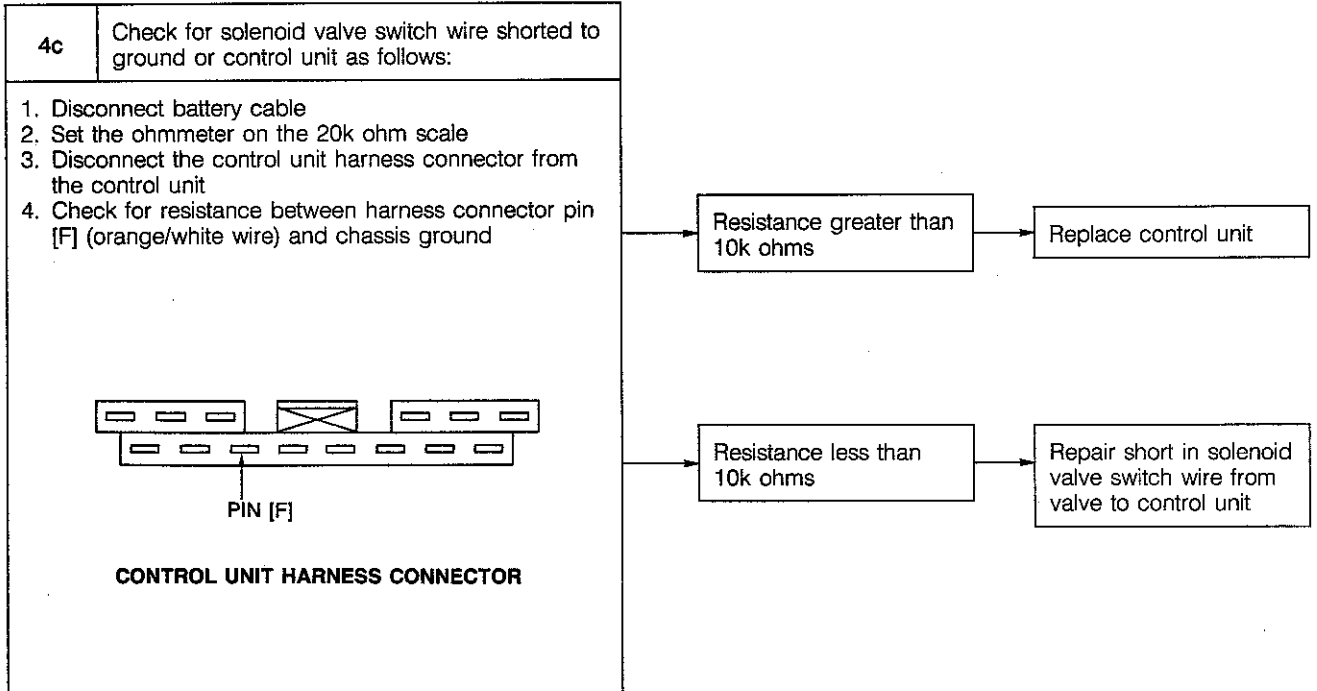 4c
Check for solenoid valve switch wire shorted to
ground or control unit as follows:
1. Disconnect battery cable
2. Set the ohmmeter on the 20k ohm scale
3. Disconnect the control unit harness connector from
the control unit
4. Check for resistance between harness connector pin
[F] (orange/white wire) and chassis ground
PIN [F]
CONTROL UNIT HARNESS CONNECTOR
Resistance greater than
10k ohms
Replace control unit
Resistance less than
10k ohms
Repair short in solenoid
valve switch wire from
valve to control unit